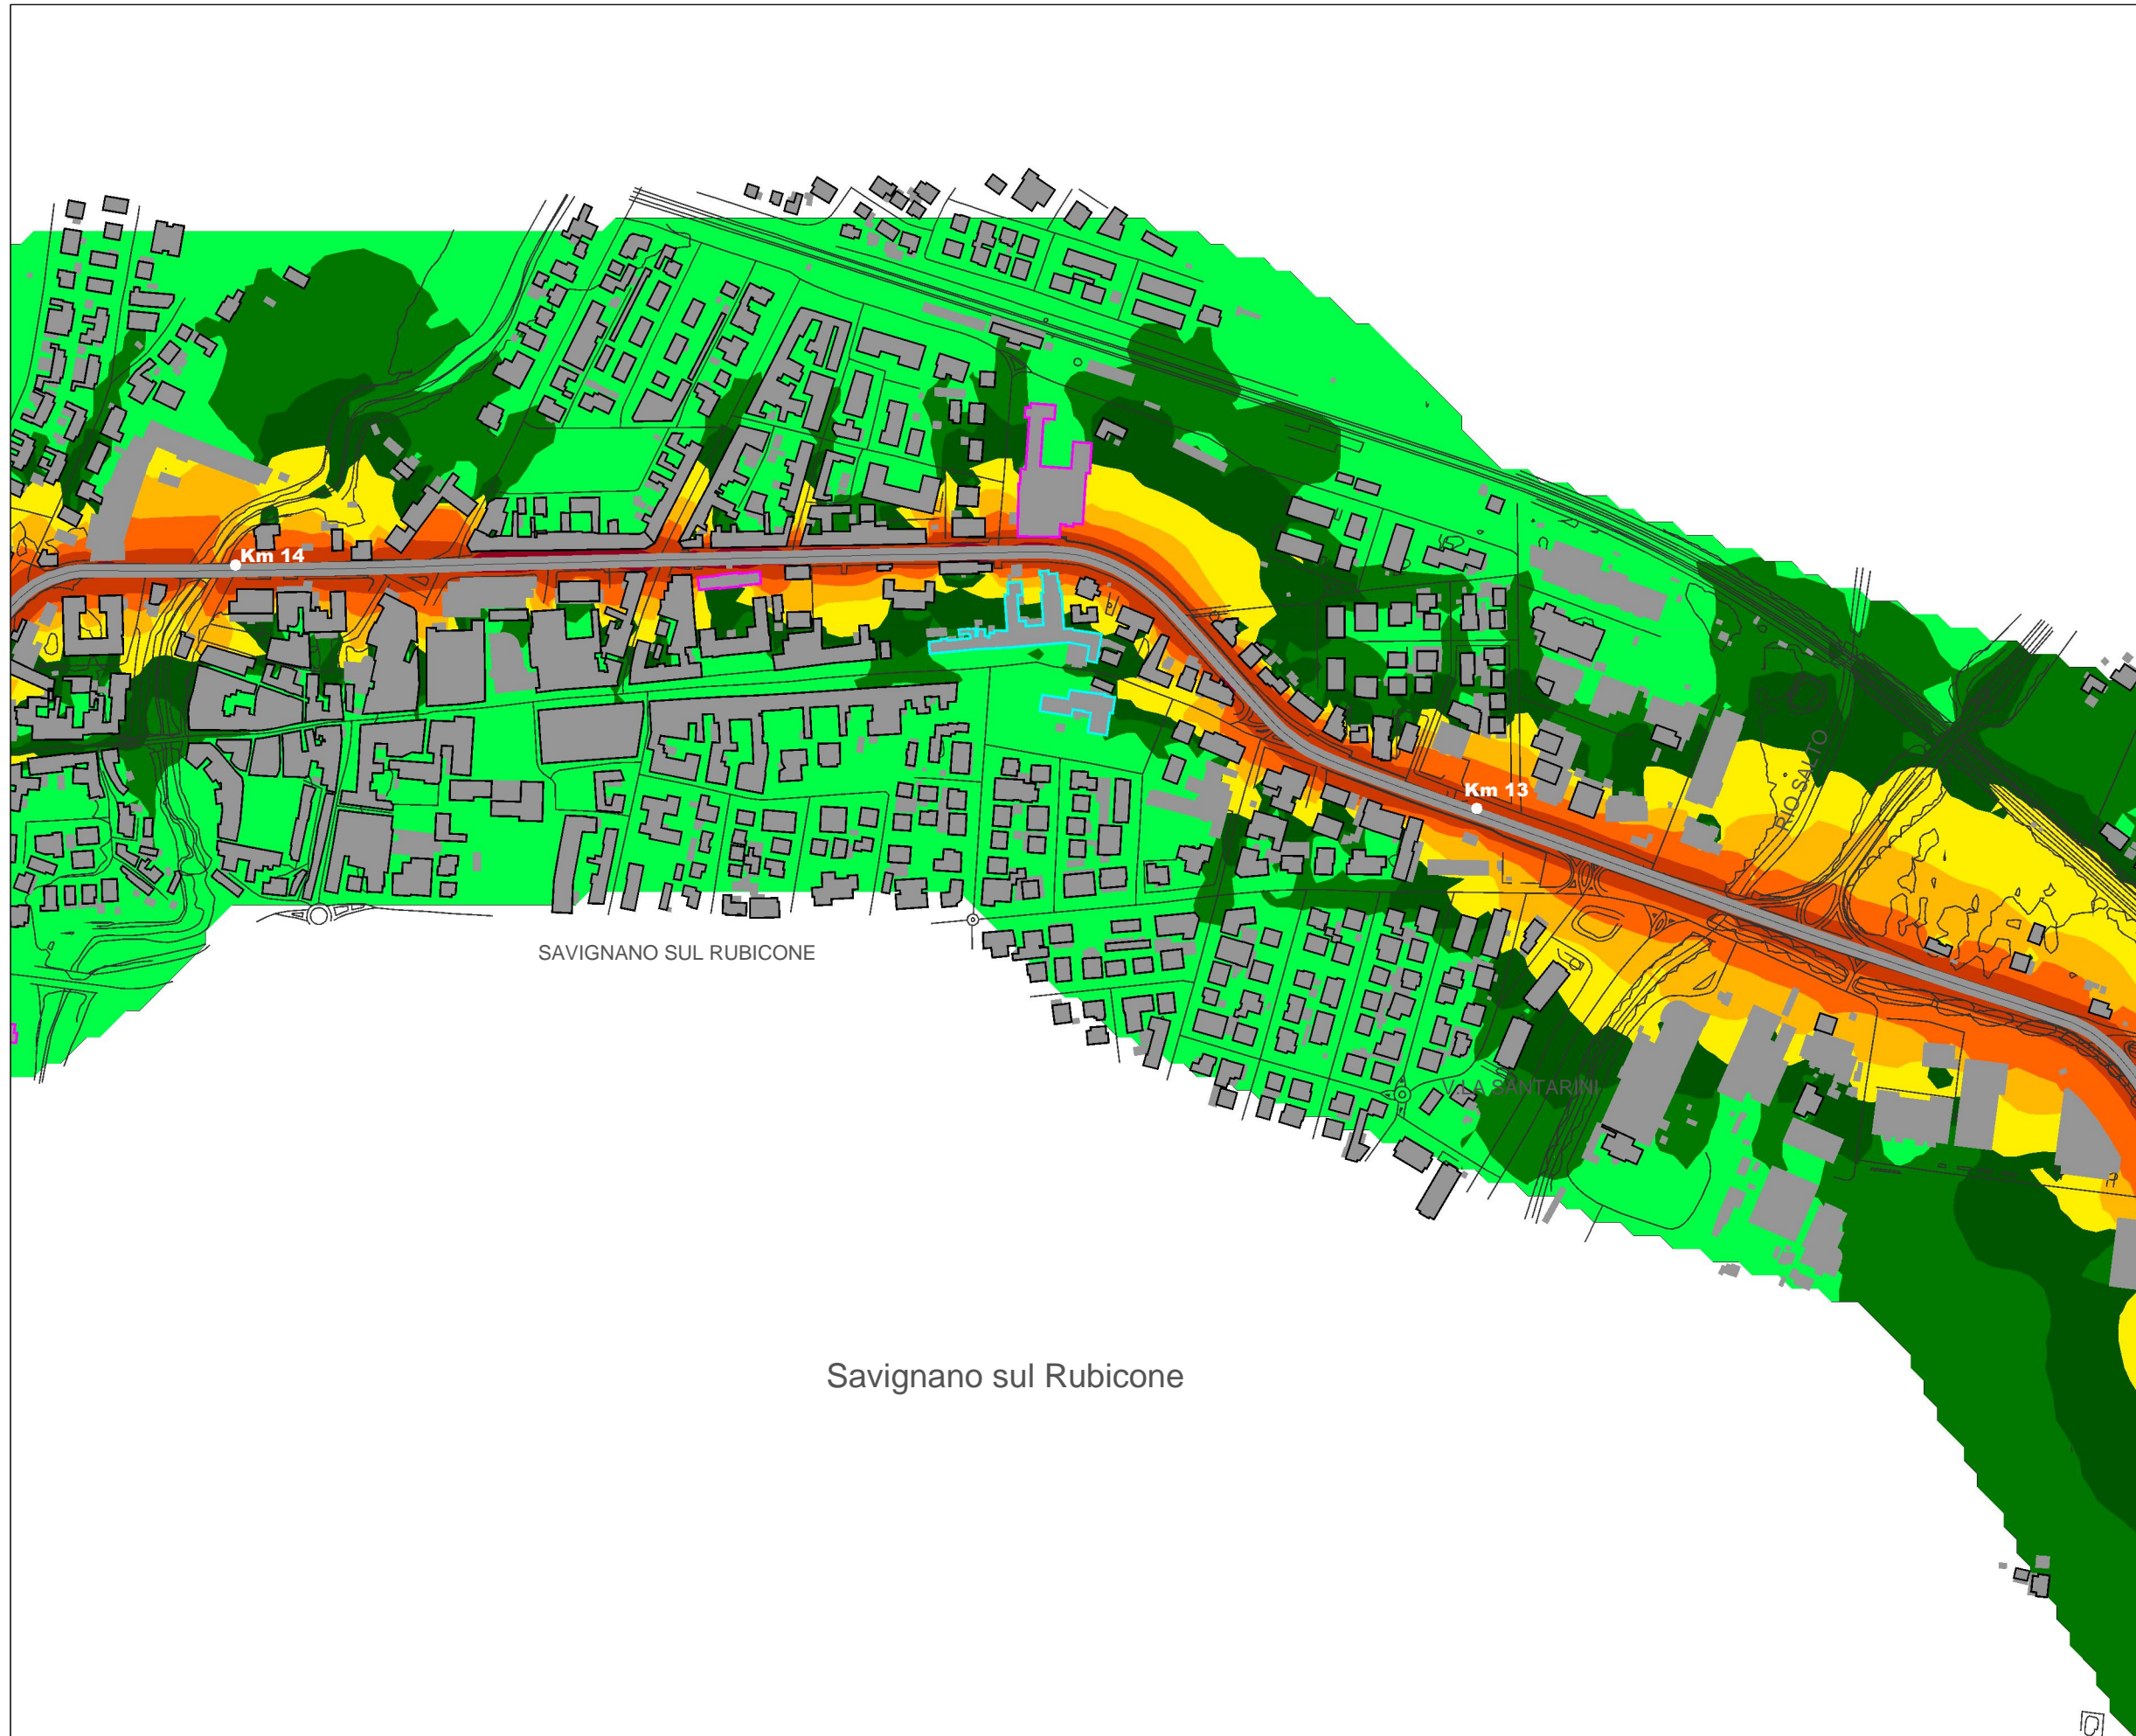 Km 14
Km 13
RIO SALTO
SAVIGNANO SUL RUBICONE
V.LA SANTARINI
Savignano sul Rubicone